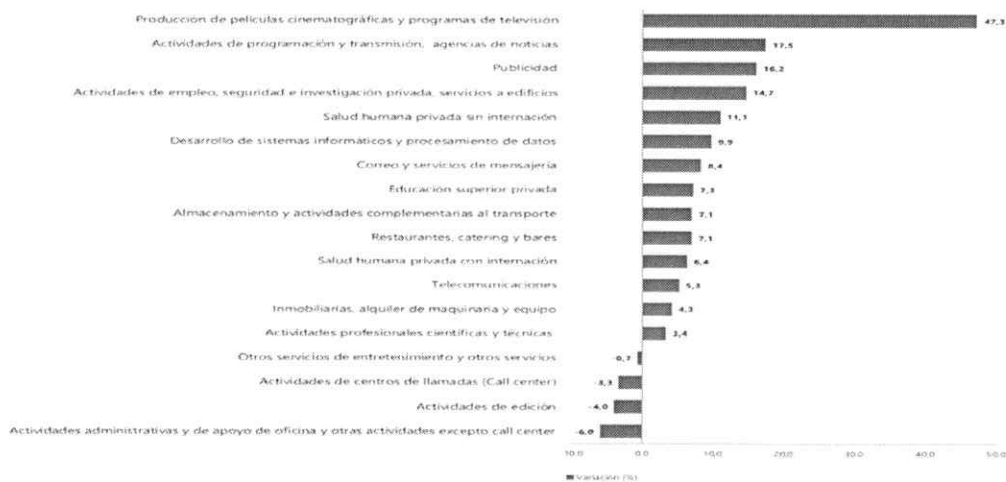 Producción de películas cinematográficas y programas de televisión 47,3
Actividades de programación y transmisión, agencias de noticias 17,5
Publicidad 16,2
Actividades de empleo, seguridad e investigación privada, servicios a edificios 14,7
Salud humana privada sin internación 11,1
Desarrollo de sistemas informáticos y procesamiento de datos 9,9
Correo y servicios de mensajería 8,4
Educación superior privada 7,3
Almacenamiento y actividades complementarias al transporte 7,1
Restaurantes, catering y bares 7,1
Salud humana privada con internación 6,4
Telecomunicaciones 5,3
Inmobiliarias, alquiler de maquinaria y equipo 4,3
Actividades profesionales científicas y técnicas 3,4
Otros servicios de entretenimiento y otros servicios -0,7
Actividades de centros de llamadas (Call center) -3,3
Actividades de edición -4,0
Actividades administrativas y de apoyo de oficina y otras actividades excepto call center -6,0
10,0 0,0 10,0 20,0 30,0 40,0 50,0
Variación (%)